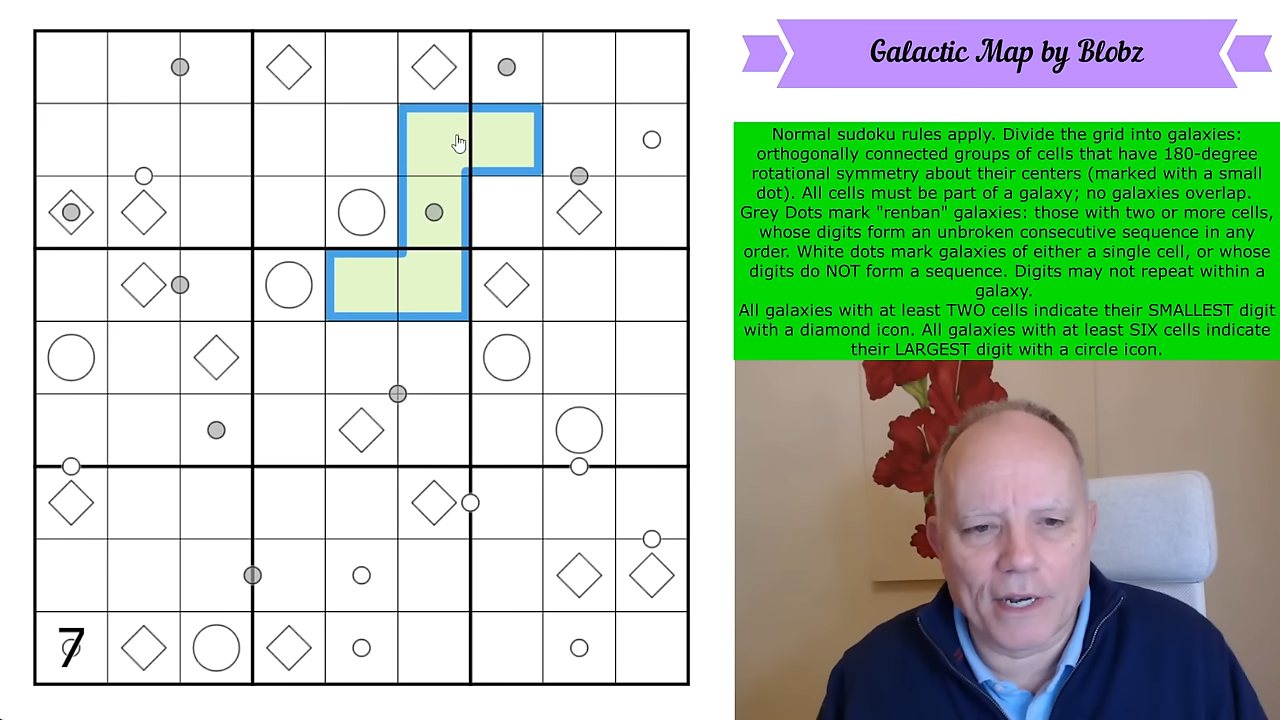 Galactic Map by Blobz
Normal sudoku rules apply. Divide the grid into galaxies:
orthogonally connected groups of cells that have 180-degree
rotational symmetry about their centers (marked with a small
dot). All cells must be part of a galaxy; no galaxies overlap.
Grey Dots mark "renban" galaxies: those with two or more cells,
whose digits form an unbroken consecutive sequence in any
order. White dots mark galaxies of either a single cell, or whose
digits do NOT form a sequence. Digits may not repeat within a
galaxy.
All galaxies with at least TWO cells indicate their SMALLEST digit
with a diamond icon. All galaxies with at least SIX cells indicate
their LARGEST digit with a circle icon.
7